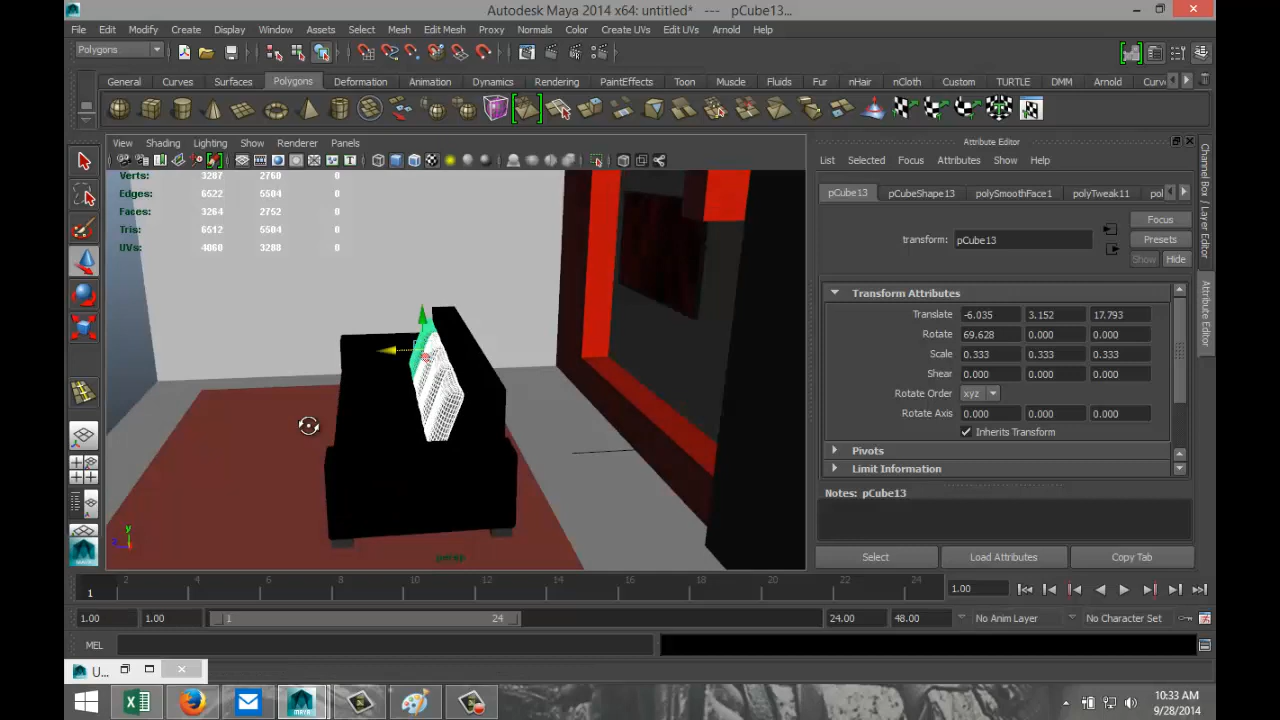 Autodesk Maya 2014 x64: untitled* --- pCube13...
File Edit Modify Create Display Window Assets Select Mesh Edit Mesh Proxy Normals Color Create UVs Edit UVs Arnold Help
Polygons
General Curves Surfaces Polygons Deformation Animation Dynamics Rendering PaintEffects Toon Muscle Fluids Fur nHair nCloth Custom TURTLE DMM Arnold Curv
View Shading Lighting Show Renderer Panels
Verts: 3287 2760 0
Edges: 6522 5504 0
Faces: 3264 2752 0
Tris: 6512 5504 0
UVs: 4060 3288 0
persp
y
z
Attribute Editor
List Selected Focus Attributes Show Help
pCube13 pCubeShape13 polySmoothFace1 polyTweak11 pol
Focus
transform: pCube13
Presets
Show Hide
Transform Attributes
Translate -6.035 3.152 17.793
Rotate 69.628 0.000 0.000
Scale 0.333 0.333 0.333
Shear 0.000 0.000 0.000
Rotate Order xyz
Rotate Axis 0.000 0.000 0.000
Inherits Transform
Pivots
Limit Information
Notes: pCube13
Select Load Attributes Copy Tab
Channel Box / Layer Editor
Attribute Editor
2 4 6 8 10 12 14 16 18 20 22 24
1
1.00
1.00 1.00 1 24 24.00 48.00 No Anim Layer No Character Set
MEL
U...
10:33 AM
9/28/2014